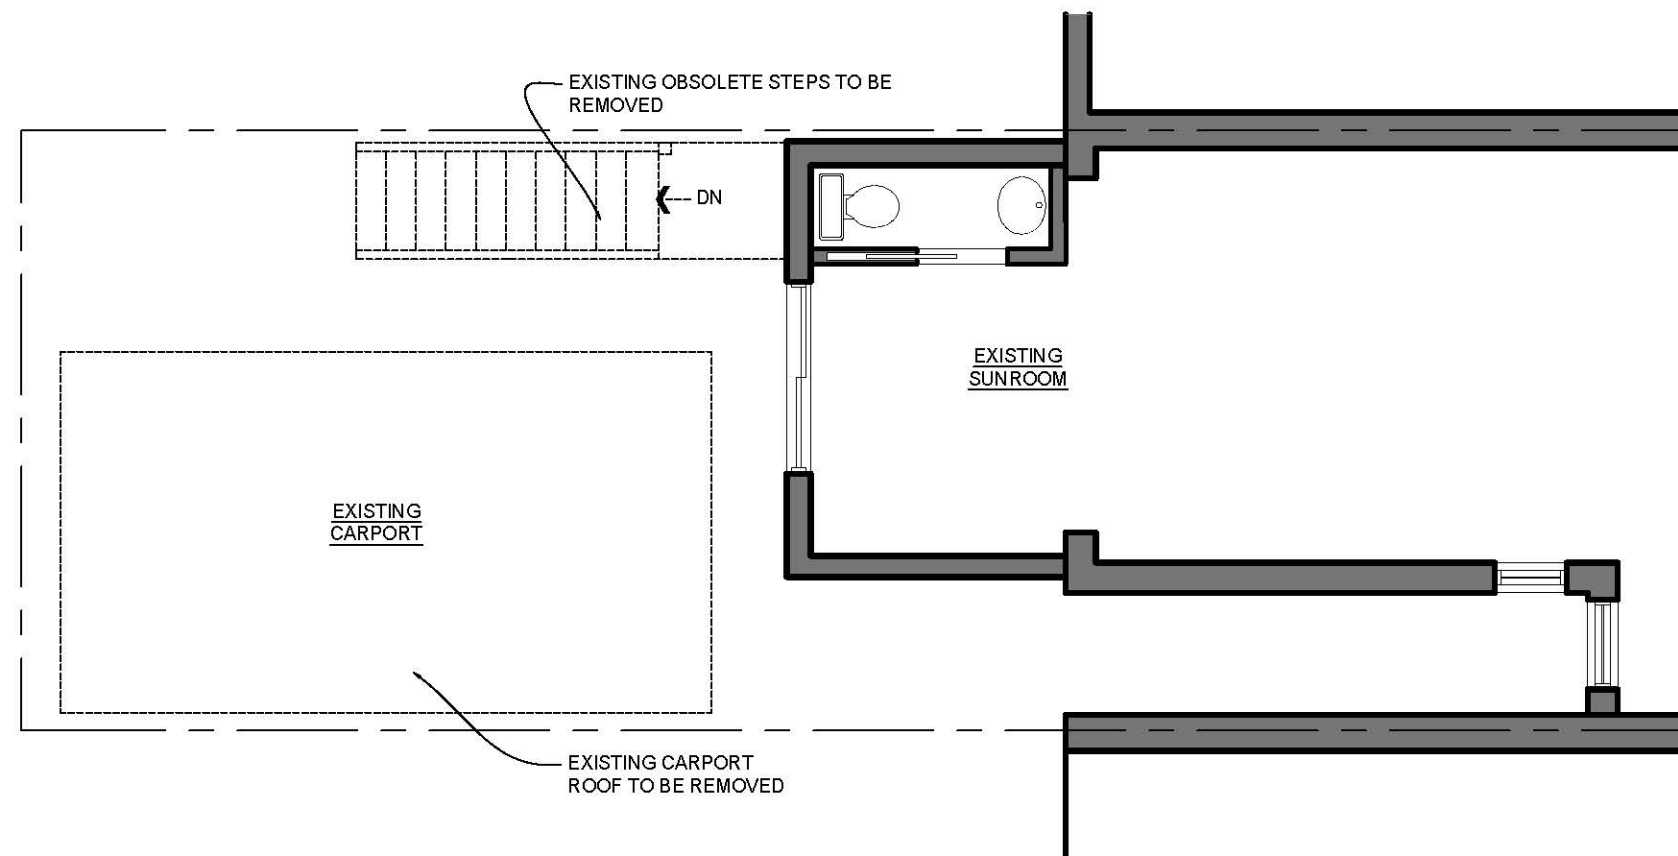 EXISTING OBSOLETE STEPS TO BE
REMOVED
DN
EXISTING
SUNROOM
EXISTING
CARPORT
EXISTING CARPORT
ROOF TO BE REMOVED